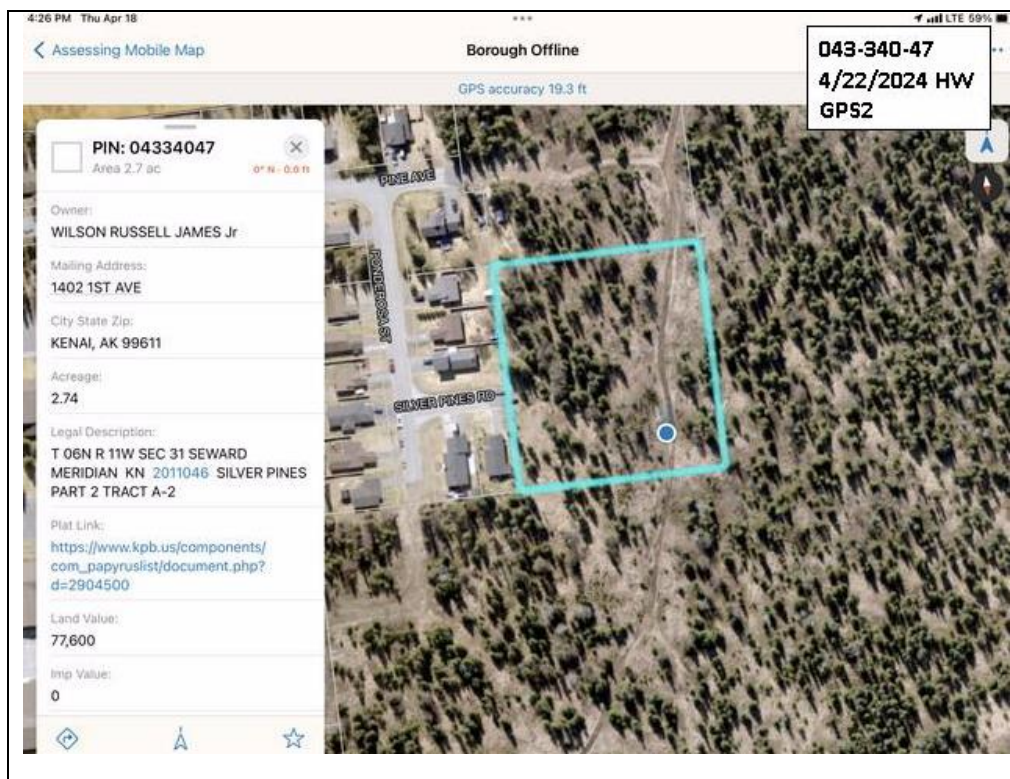 4:26 PM Thu Apr 18
LTE 59%
Assessing Mobile Map
Borough Offline
043-340-47
4/22/2024 HW
GPS2
GPS accuracy 19.3 ft
PIN: 04334047
Area 2.7 ac
0° N - 0.0 ft
Owner:
WILSON RUSSELL JAMES Jr
Mailing Address:
1402 1ST AVE
City State Zip:
KENAI, AK 99611
Acreage:
2.74
Legal Description:
T 06N R 11W SEC 31 SEWARD
MERIDIAN KN 2011046 SILVER PINES
PART 2 TRACT A-2
Plat Link:
https://www.kpb.us/components/
com_papyruslist/document.php?
d=2904500
Land Value:
77,600
Imp Value:
0
PINE AVE
PONDEROSA ST
SILVER PINES RD